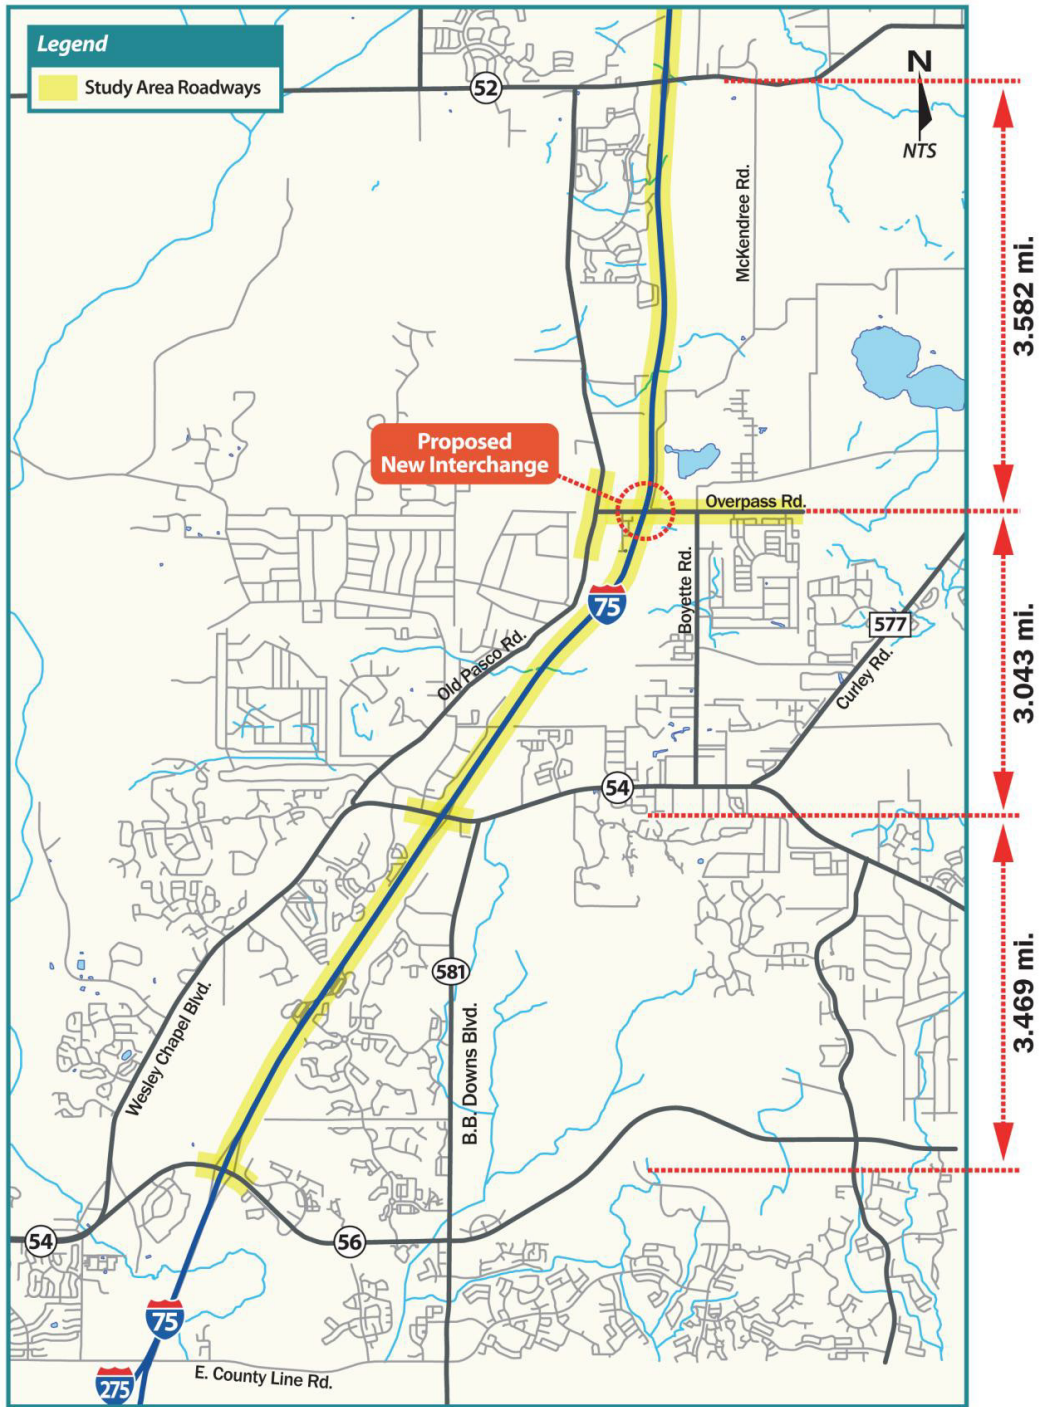 Legend
Study Area Roadways
52
N
NTS
McKendree Rd.
3.582 mi.
Proposed
New Interchange
Overpass Rd.
Boyette Rd.
75
577
3.043 mi.
Old Pasco Rd.
Curley Rd.
54
581
Wesley Chapel Blvd.
B.B. Downs Blvd.
3.469 mi.
54
56
75
275
E. County Line Rd.